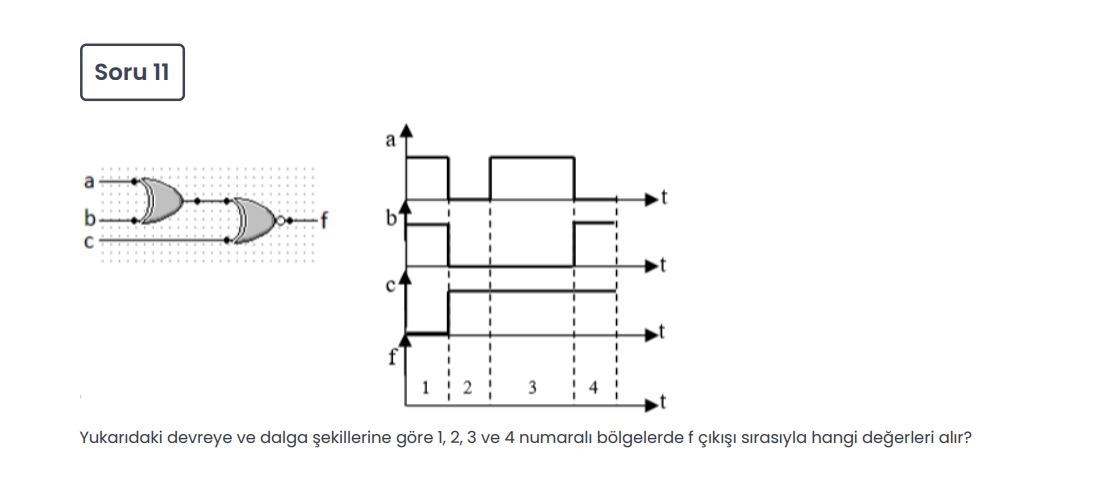 Soru 11
a
b
c
f
a
t
b
t
c
t
f
1 2 3 4
t
Yukarıdaki devreye ve dalga şekillerine göre 1, 2, 3 ve 4 numaralı bölgelerde f çıkışı sırasıyla hangi değerleri alır?